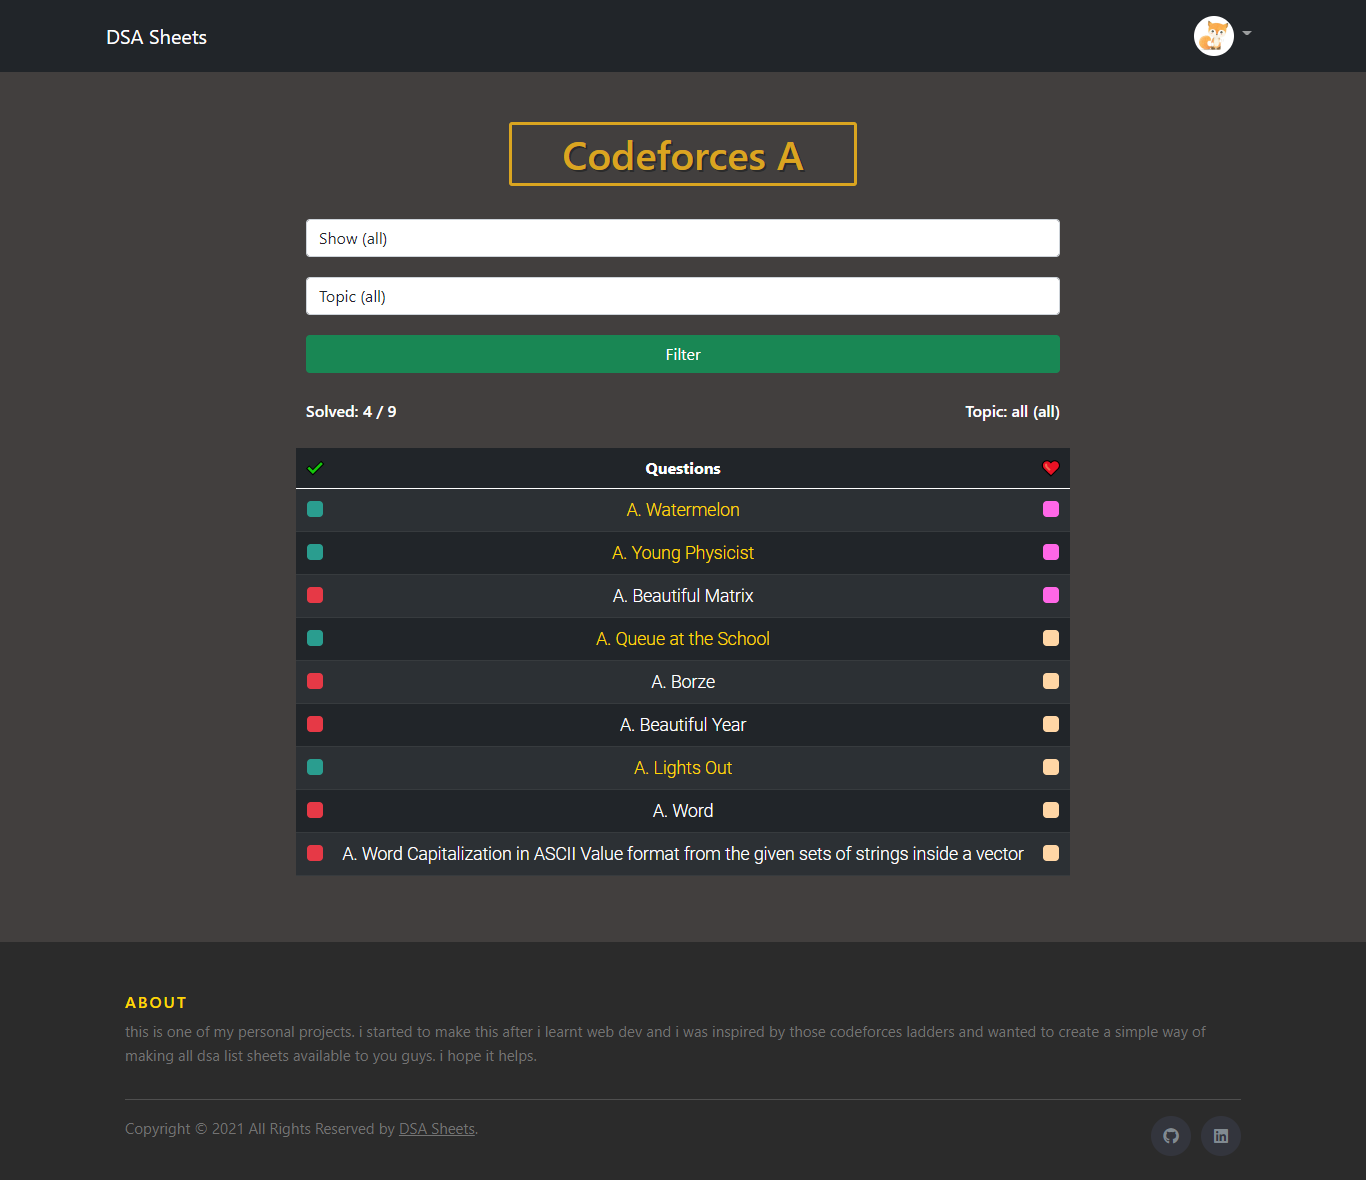 DSA Sheets
Codeforces A
Show (all)
Topic (all)
Filter
Solved: 4 / 9
Topic: all (all)
Questions
A. Watermelon
A. Young Physicist
A. Beautiful Matrix
A. Queue at the School
A. Borze
A. Beautiful Year
A. Lights Out
A. Word
A. Word Capitalization in ASCII Value format from the given sets of strings inside a vector
ABOUT
this is one of my personal projects. i started to make this after i learnt web dev and i was inspired by those codeforces ladders and wanted to create a simple way of
making all dsa list sheets available to you guys. i hope it helps.
Copyright © 2021 All Rights Reserved by DSA Sheets.